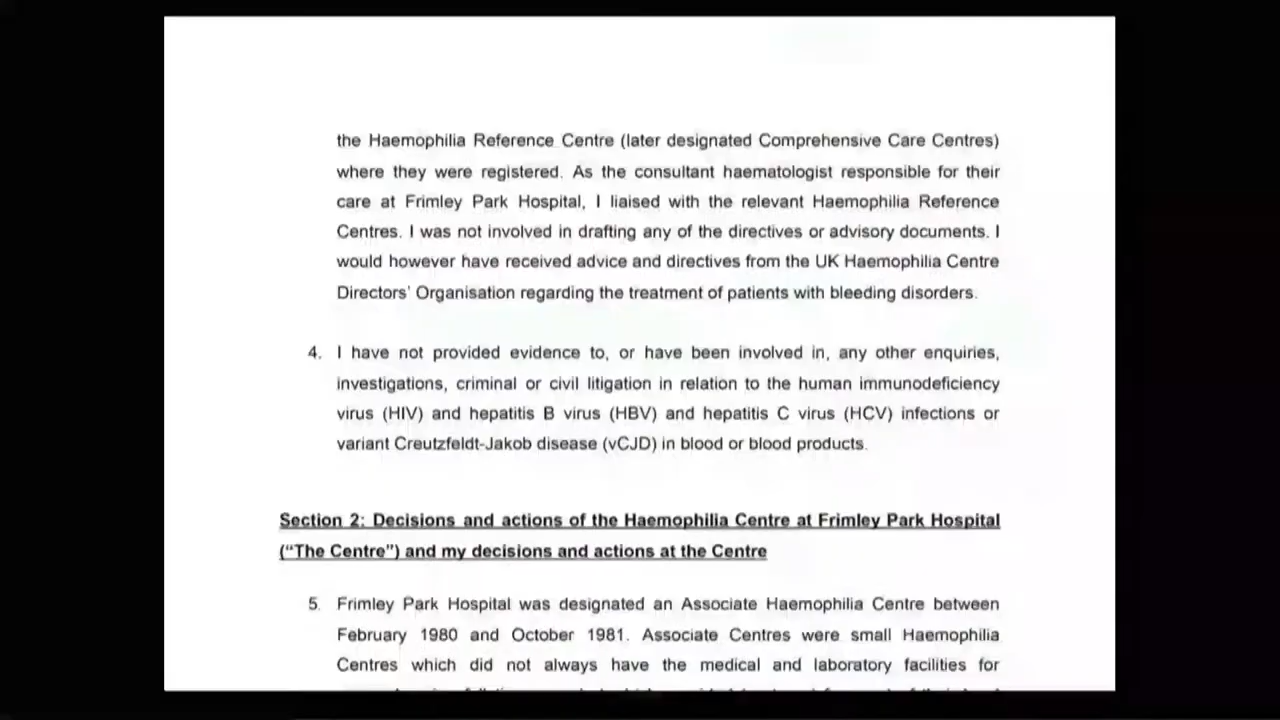 the Haemophilia Reference Centre (later designated Comprehensive Care Centres)
where they were registered. As the consultant haematologist responsible for their
care at Frimley Park Hospital, I liaised with the relevant Haemophilia Reference
Centres. I was not involved in drafting any of the directives or advisory documents. I
would however have received advice and directives from the UK Haemophilia Centre
Directors' Organisation regarding the treatment of patients with bleeding disorders.
4. I have not provided evidence to, or have been involved in, any other enquiries,
investigations, criminal or civil litigation in relation to the human immunodeficiency
virus (HIV) and hepatitis B virus (HBV) and hepatitis C virus (HCV) infections or
variant Creutzfeldt-Jakob disease (vCJD) in blood or blood products.
Section 2: Decisions and actions of the Haemophilia Centre at Frimley Park Hospital
("The Centre") and my decisions and actions at the Centre
5. Frimley Park Hospital was designated an Associate Haemophilia Centre between
February 1980 and October 1981. Associate Centres were small Haemophilia
Centres which did not always have the medical and laboratory facilities for